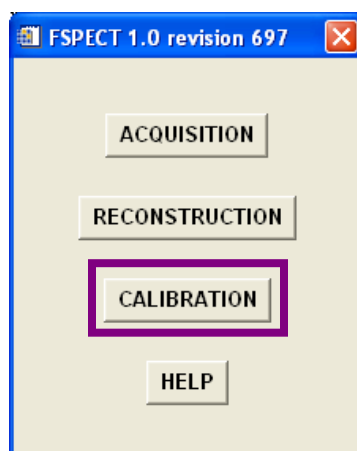 FSPECT 1.0 revision 697
ACQUISITION
RECONSTRUCTION
CALIBRATION
HELP